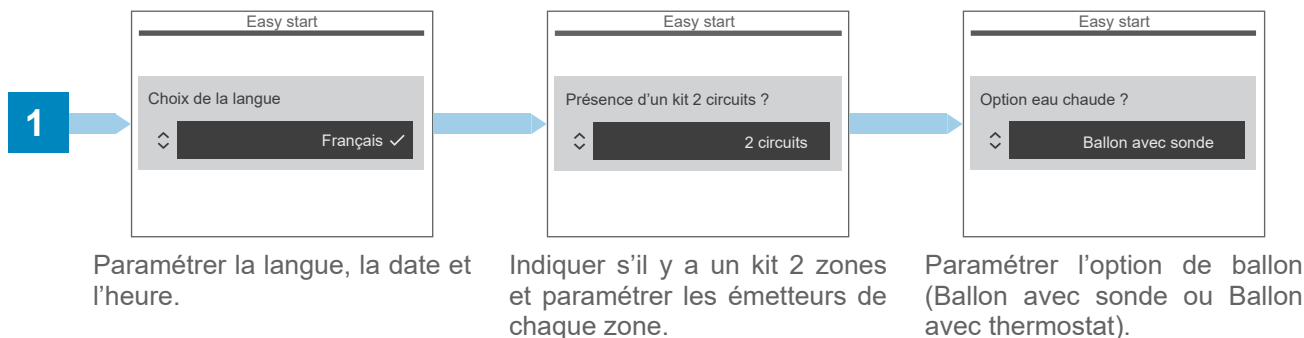 1
Easy start
Choix de la langue
Français
Paramétrer la langue, la date et
l’heure.
Easy start
Présence d’un kit 2 circuits ?
2 circuits
Indiquer s’il y a un kit 2 zones
et paramétrer les émetteurs de
chaque zone.
Easy start
Option eau chaude ?
Ballon avec sonde
Paramétrer l’option de ballon
(Ballon avec sonde ou Ballon
avec thermostat).